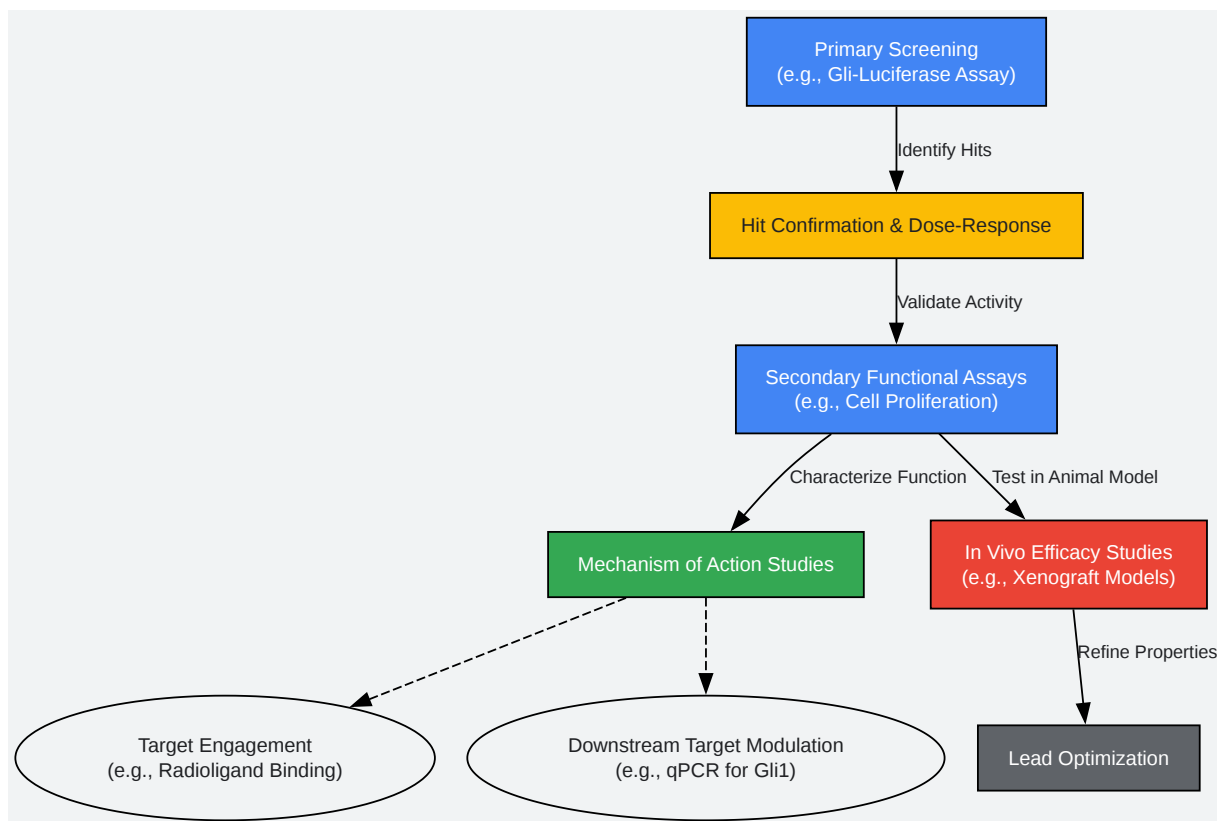 Primary Screening
(e.g., Gli-Luciferase Assay)
Identify Hits
Hit Confirmation & Dose-Response
Validate Activity
Secondary Functional Assays
(e.g., Cell Proliferation)
Characterize Function
Test in Animal Model
Mechanism of Action Studies
In Vivo Efficacy Studies
(e.g., Xenograft Models)
Refine Properties
Target Engagement
(e.g., Radioligand Binding)
Downstream Target Modulation
(e.g., qPCR for Gli1)
Lead Optimization